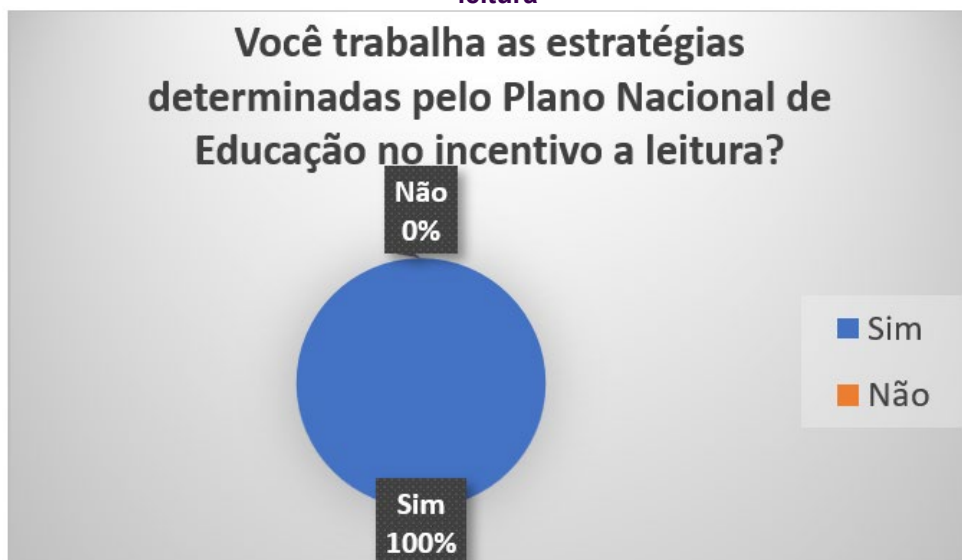 leitura
Você trabalha as estratégias
determinadas pelo Plano Nacional de
Educação no incentivo a leitura?
Não
0%
Sim
Não
Sim
100%